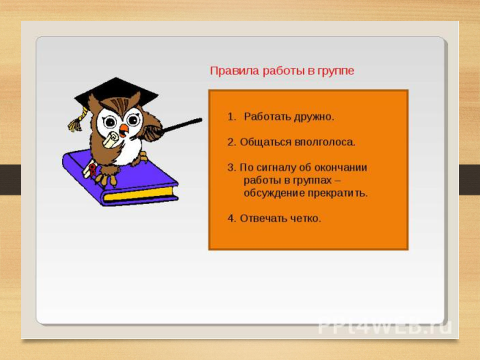 Правила работы в группе
1. Работать дружно.
2. Общаться вполголоса.
3. По сигналу об окончании
работы в группах –
обсуждение прекратить.
4. Отвечать четко.
PPt4WEB.ru